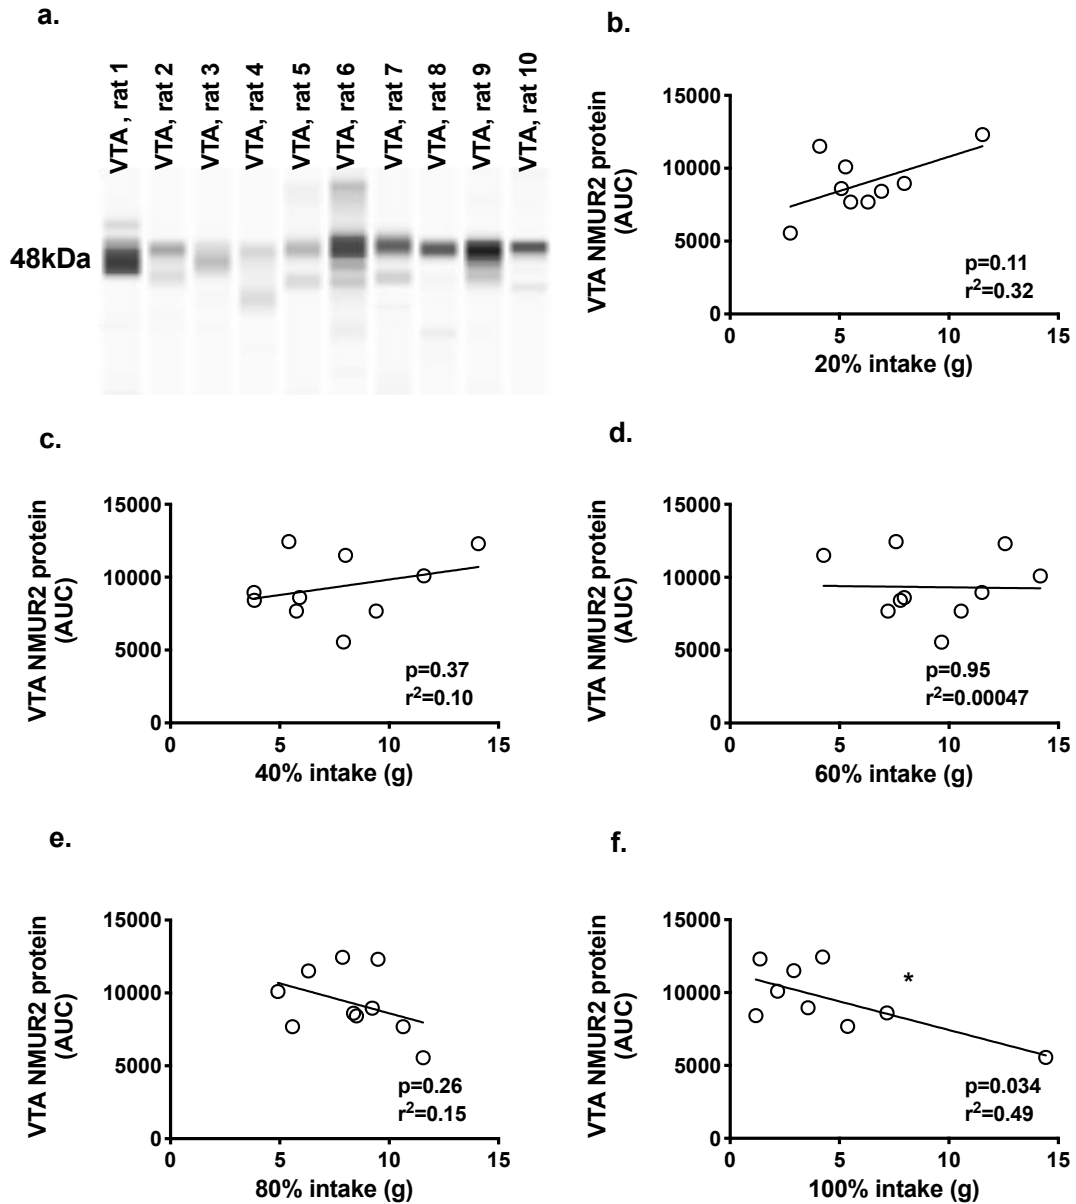 a.
VTA , rat 1
VTA, rat 2
VTA, rat 3
VTA, rat 4
VTA, rat 5
VTA, rat 6
VTA, rat 7
VTA, rat 8
VTA, rat 9
VTA, rat 10
48kDa
b.
VTA NMUR2 protein
(AUC)
15000
10000
5000
0
p=0.11
r²=0.32
0 5 10 15
20% intake (g)
c.
VTA NMUR2 protein
(AUC)
15000
10000
5000
0
p=0.37
r²=0.10
0 5 10 15
40% intake (g)
d.
VTA NMUR2 protein
(AUC)
15000
10000
5000
0
p=0.95
r²=0.00047
0 5 10 15
60% intake (g)
e.
VTA NMUR2 protein
(AUC)
15000
10000
5000
0
p=0.26
r²=0.15
0 5 10 15
80% intake (g)
f.
VTA NMUR2 protein
(AUC)
15000
10000
5000
0
*
p=0.034
r²=0.49
0 5 10 15
100% intake (g)